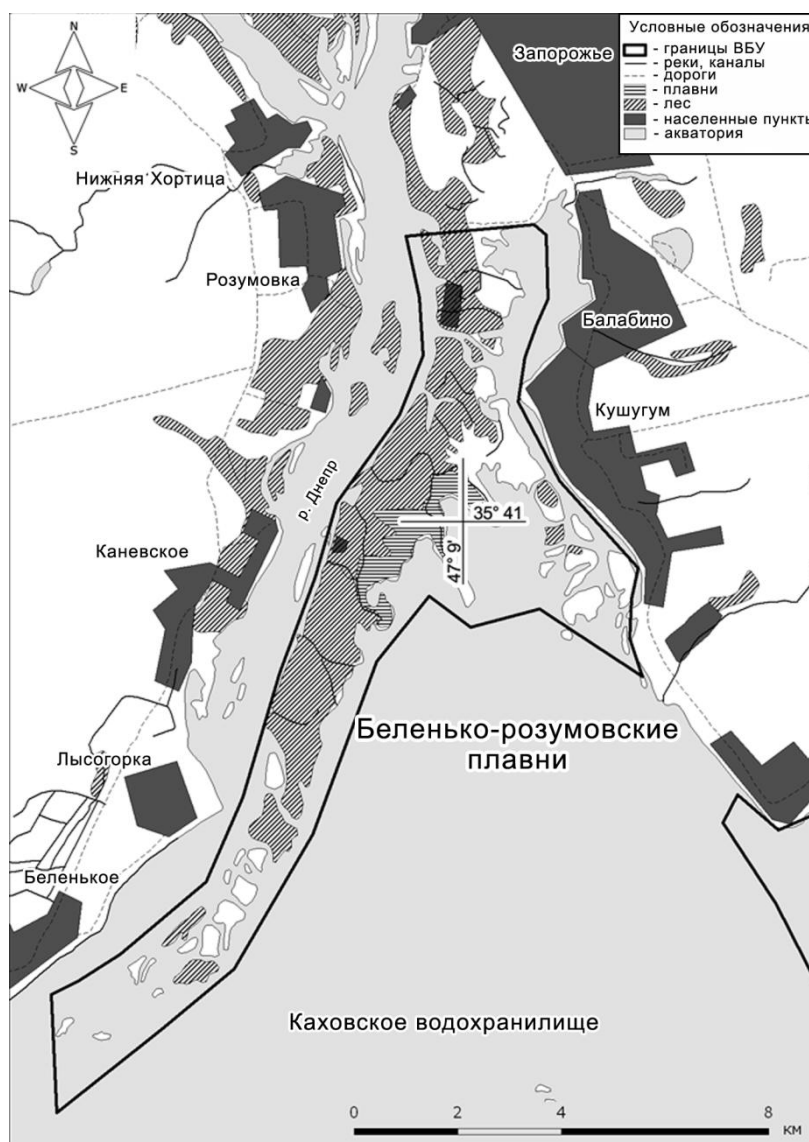 N
W E
S
Условные обозначения
- границы ВБУ
- реки, каналы
- дороги
- плавни
- лес
- населенные пункты
- акватория
Запорожье
Нижняя Хортица
Розумовка
Балабино
Кушугум
р. Днепр
35° 41
47° 9'
Каневское
Беленько-розумовские
плавни
Лысогорка
Беленькое
Каховское водохранилище
0 2 4 8
км